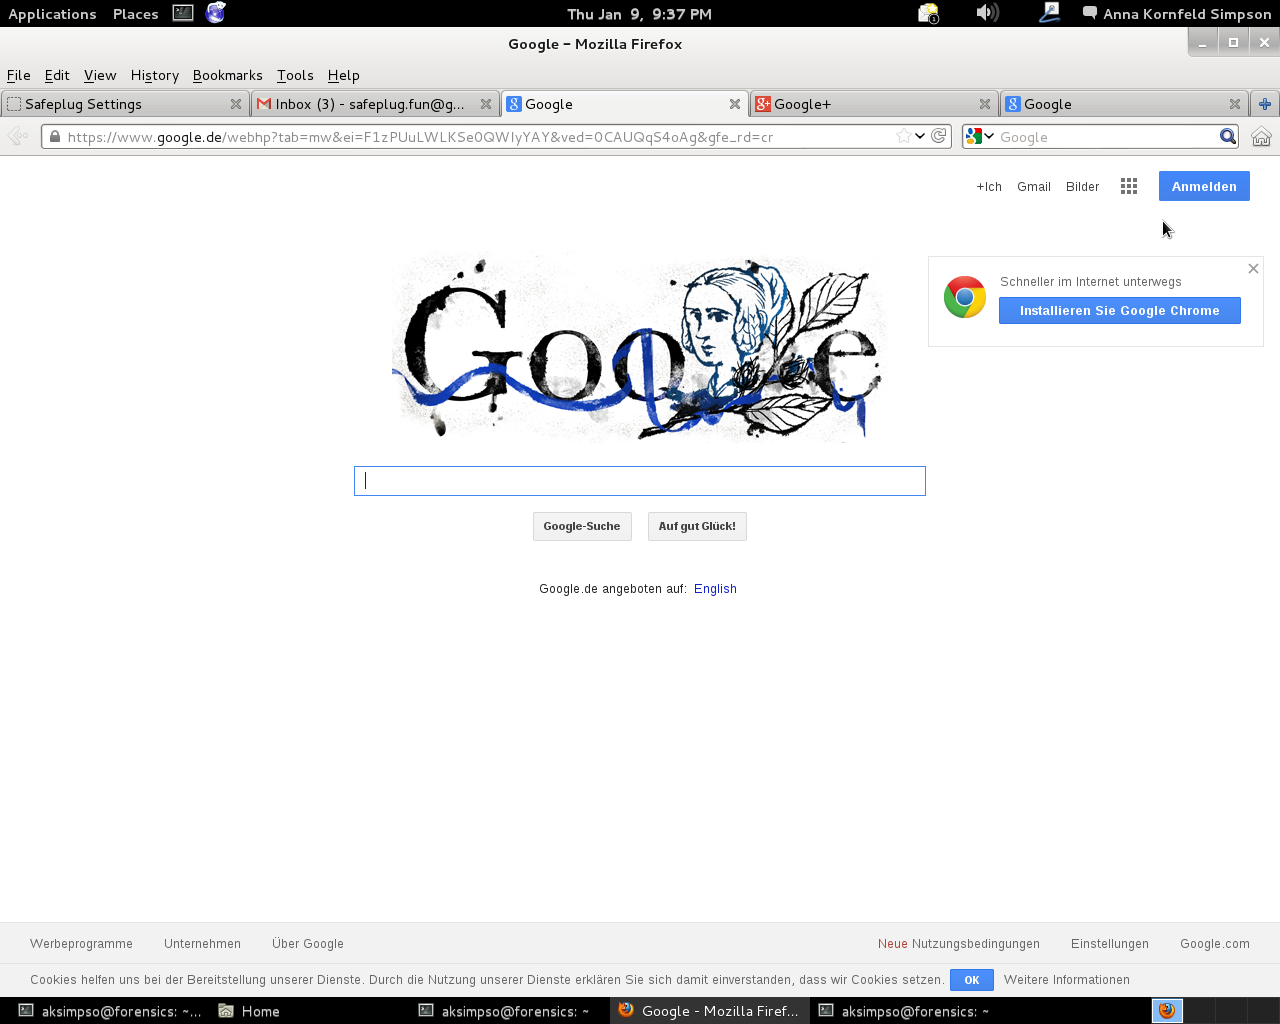 Applications Places Thu Jan 9, 9:37 PM 1 Anna Kornfeld Simpson
Google - Mozilla Firefox
File Edit View History Bookmarks Tools Help
Safeplug Settings Inbox (3) - safeplug.fun@g... Google Google+ Google
https://www.google.de/webhp?tab=mw&ei=F1zPUuLWLKSe0QWIyYAY&ved=0CAUQqS4oAg&gfe_rd=cr Google
+Ich Gmail Bilder Anmelden
Schneller im Internet unterwegs
Installieren Sie Google Chrome
Google
Google-Suche Auf gut Glück!
Google.de angeboten auf: English
Werbeprogramme Unternehmen Über Google Neue Nutzungsbedingungen Einstellungen Google.com
Cookies helfen uns bei der Bereitstellung unserer Dienste. Durch die Nutzung unserer Dienste erklären Sie sich damit einverstanden, dass wir Cookies setzen. OK Weitere Informationen
aksimpso@forensics: ~... Home aksimpso@forensics: ~ Google - Mozilla Firef... aksimpso@forensics: ~